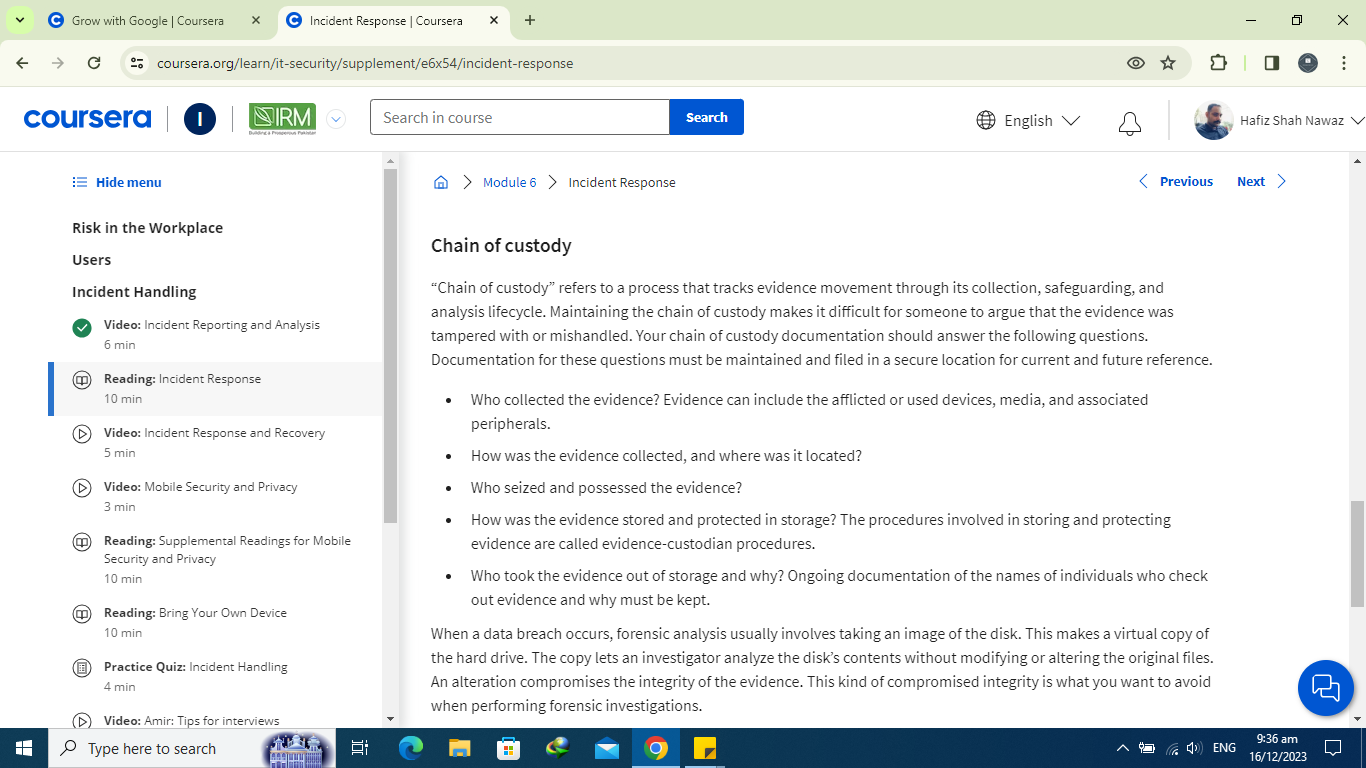 Grow with Google | Coursera
Incident Response | Coursera
coursera.org/learn/it-security/supplement/e6x54/incident-response
coursera
I
IRM
Building a Prosperous Pakistan
Search in course
Search
English
Hafiz Shah Nawaz
Hide menu
Risk in the Workplace
Users
Incident Handling
Video: Incident Reporting and Analysis
6 min
Reading: Incident Response
10 min
Video: Incident Response and Recovery
5 min
Video: Mobile Security and Privacy
3 min
Reading: Supplemental Readings for Mobile
Security and Privacy
10 min
Reading: Bring Your Own Device
10 min
Practice Quiz: Incident Handling
4 min
Video: Amir: Tips for interviews
Module 6
Incident Response
Previous
Next
Chain of custody
“Chain of custody” refers to a process that tracks evidence movement through its collection, safeguarding, and
analysis lifecycle. Maintaining the chain of custody makes it difficult for someone to argue that the evidence was
tampered with or mishandled. Your chain of custody documentation should answer the following questions.
Documentation for these questions must be maintained and filed in a secure location for current and future reference.
• Who collected the evidence? Evidence can include the afflicted or used devices, media, and associated
peripherals.
• How was the evidence collected, and where was it located?
• Who seized and possessed the evidence?
• How was the evidence stored and protected in storage? The procedures involved in storing and protecting
evidence are called evidence-custodian procedures.
• Who took the evidence out of storage and why? Ongoing documentation of the names of individuals who check
out evidence and why must be kept.
When a data breach occurs, forensic analysis usually involves taking an image of the disk. This makes a virtual copy of
the hard drive. The copy lets an investigator analyze the disk’s contents without modifying or altering the original files.
An alteration compromises the integrity of the evidence. This kind of compromised integrity is what you want to avoid
when performing forensic investigations.
Type here to search
ENG
9:36 am
16/12/2023